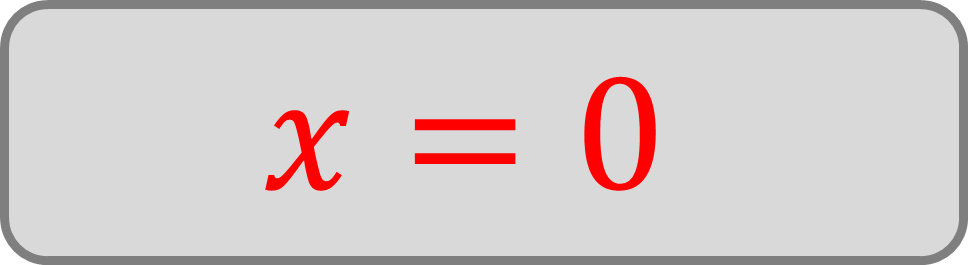 x = 0